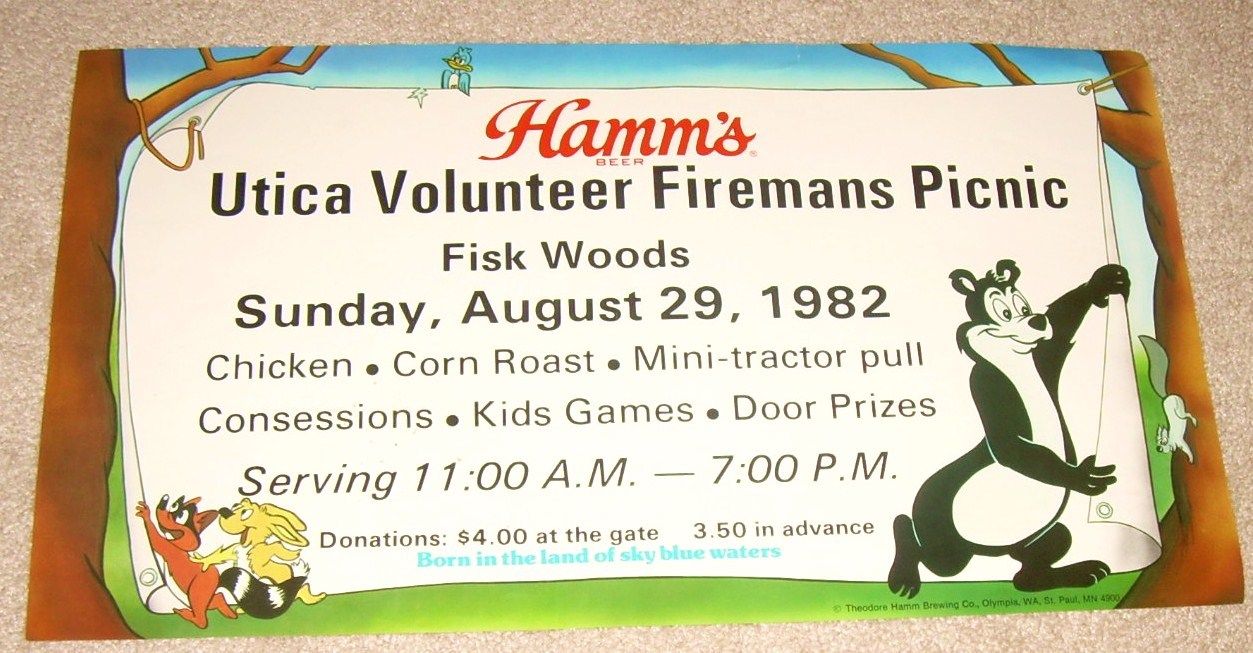 Hamm's®
BEER
Utica Volunteer Firemans Picnic
Fisk Woods
Sunday, August 29, 1982
Chicken • Corn Roast • Mini-tractor pull
Consessions • Kids Games • Door Prizes
Serving 11:00 A.M. — 7:00 P.M.
Donations: $4.00 at the gate 3.50 in advance
Born in the land of sky blue waters
© Theodore Hamm Brewing Co., Olympia, WA, St. Paul, MN 4900